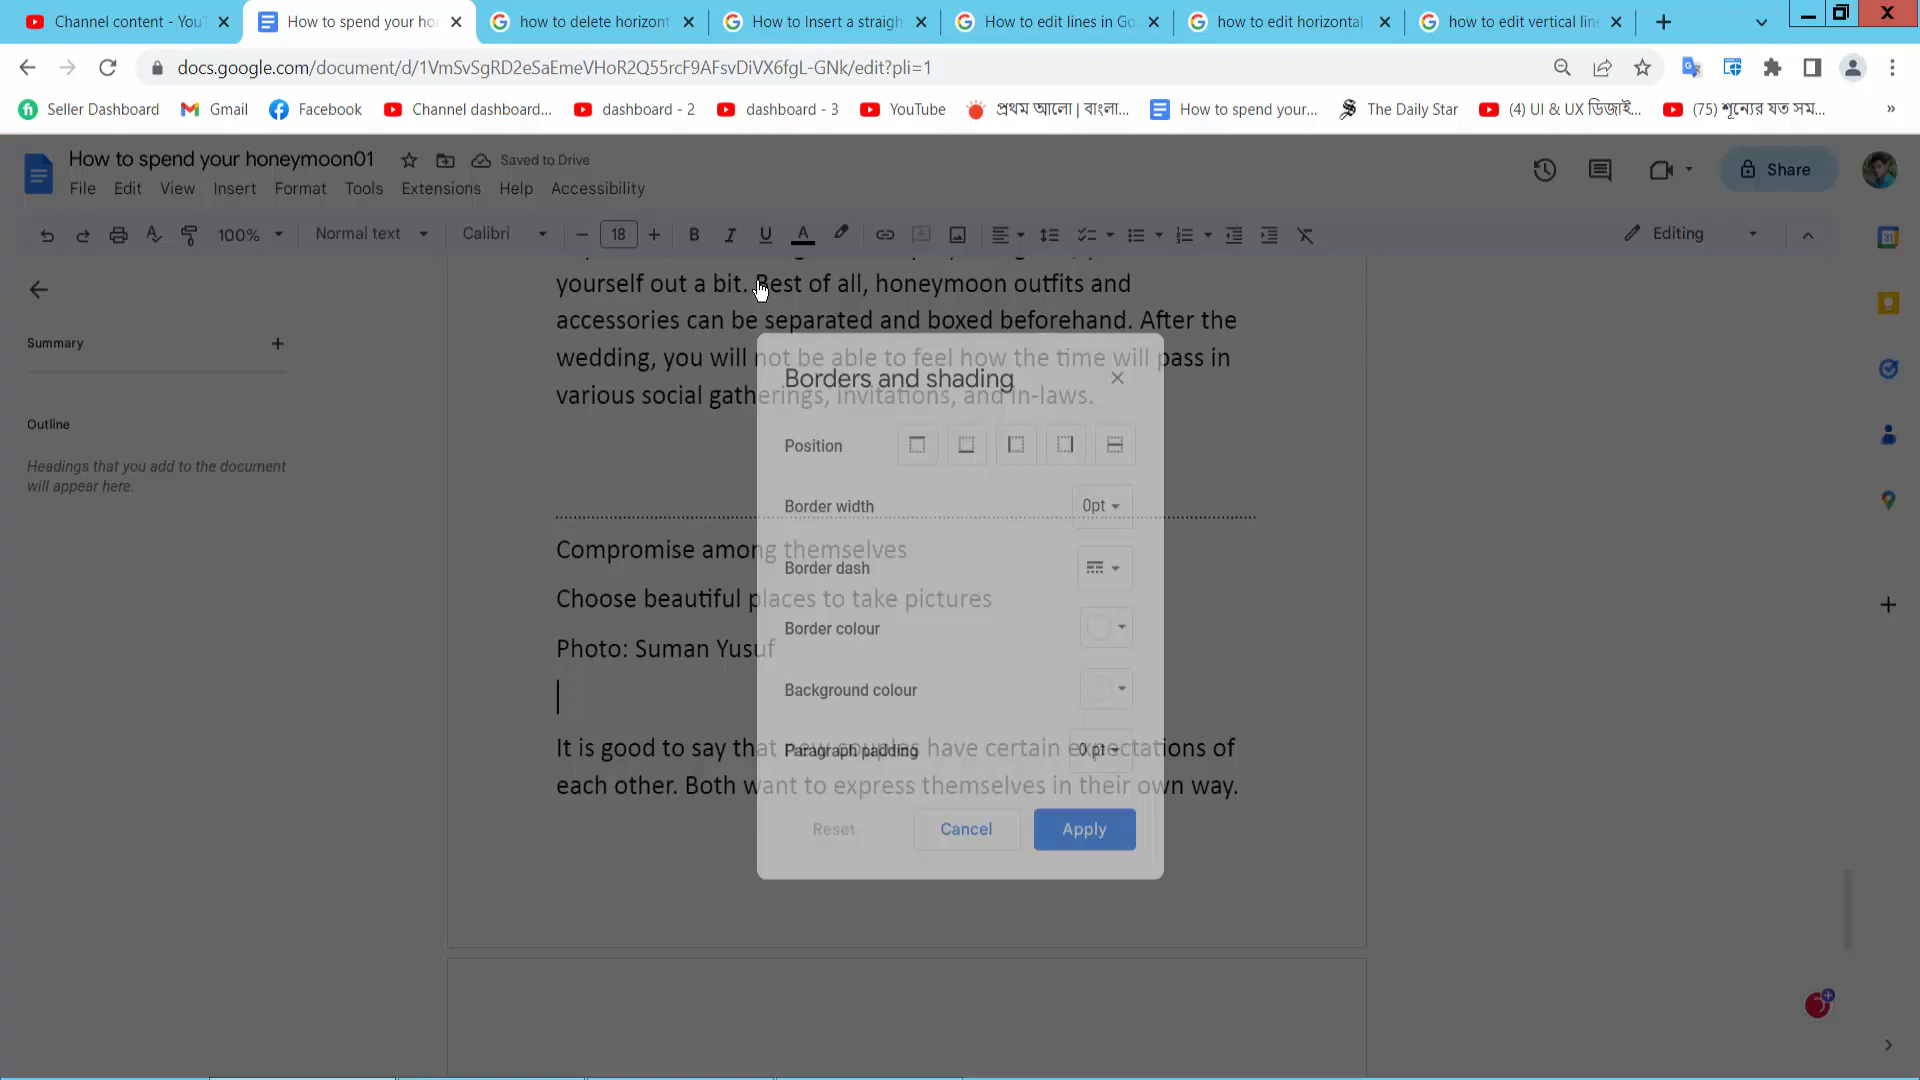 Channel content - You
How to spend your ho
how to delete horizont
How to Insert a straigh
How to edit lines in Go
how to edit horizontal
how to edit vertical lin
docs.google.com/document/d/1VmSvSgRD2eSaEmeVHoR2Q55rcF9AFsvDiVX6fgL-GNk/edit?pli=1
Seller Dashboard
Gmail
Facebook
Channel dashboard...
dashboard - 2
dashboard - 3
YouTube
প্রথম আলো | বাংলা...
How to spend your...
The Daily Star
(4) UI & UX ডিজাই...
(75) শূন্যের যত সম...
How to spend your honeymoon01
Saved to Drive
File Edit View Insert Format Tools Extensions Help Accessibility
Share
100%
Normal text
Calibri
18
Editing
Summary
Outline
Headings that you add to the document
will appear here.
yourself out a bit. Best of all, honeymoon outfits and
accessories can be separated and boxed beforehand. After the
wedding, you will not be able to feel how the time will pass in
various social gatherings, invitations, and in-laws.
Compromise among themselves
Choose beautiful places to take pictures
Photo: Suman Yusuf
It is good to say that new couples have certain expectations of
each other. Both want to express themselves in their own way.
Borders and shading
Position
Border width
0pt
Border dash
Border colour
Background colour
Paragraph padding
0 pt
Reset
Cancel
Apply